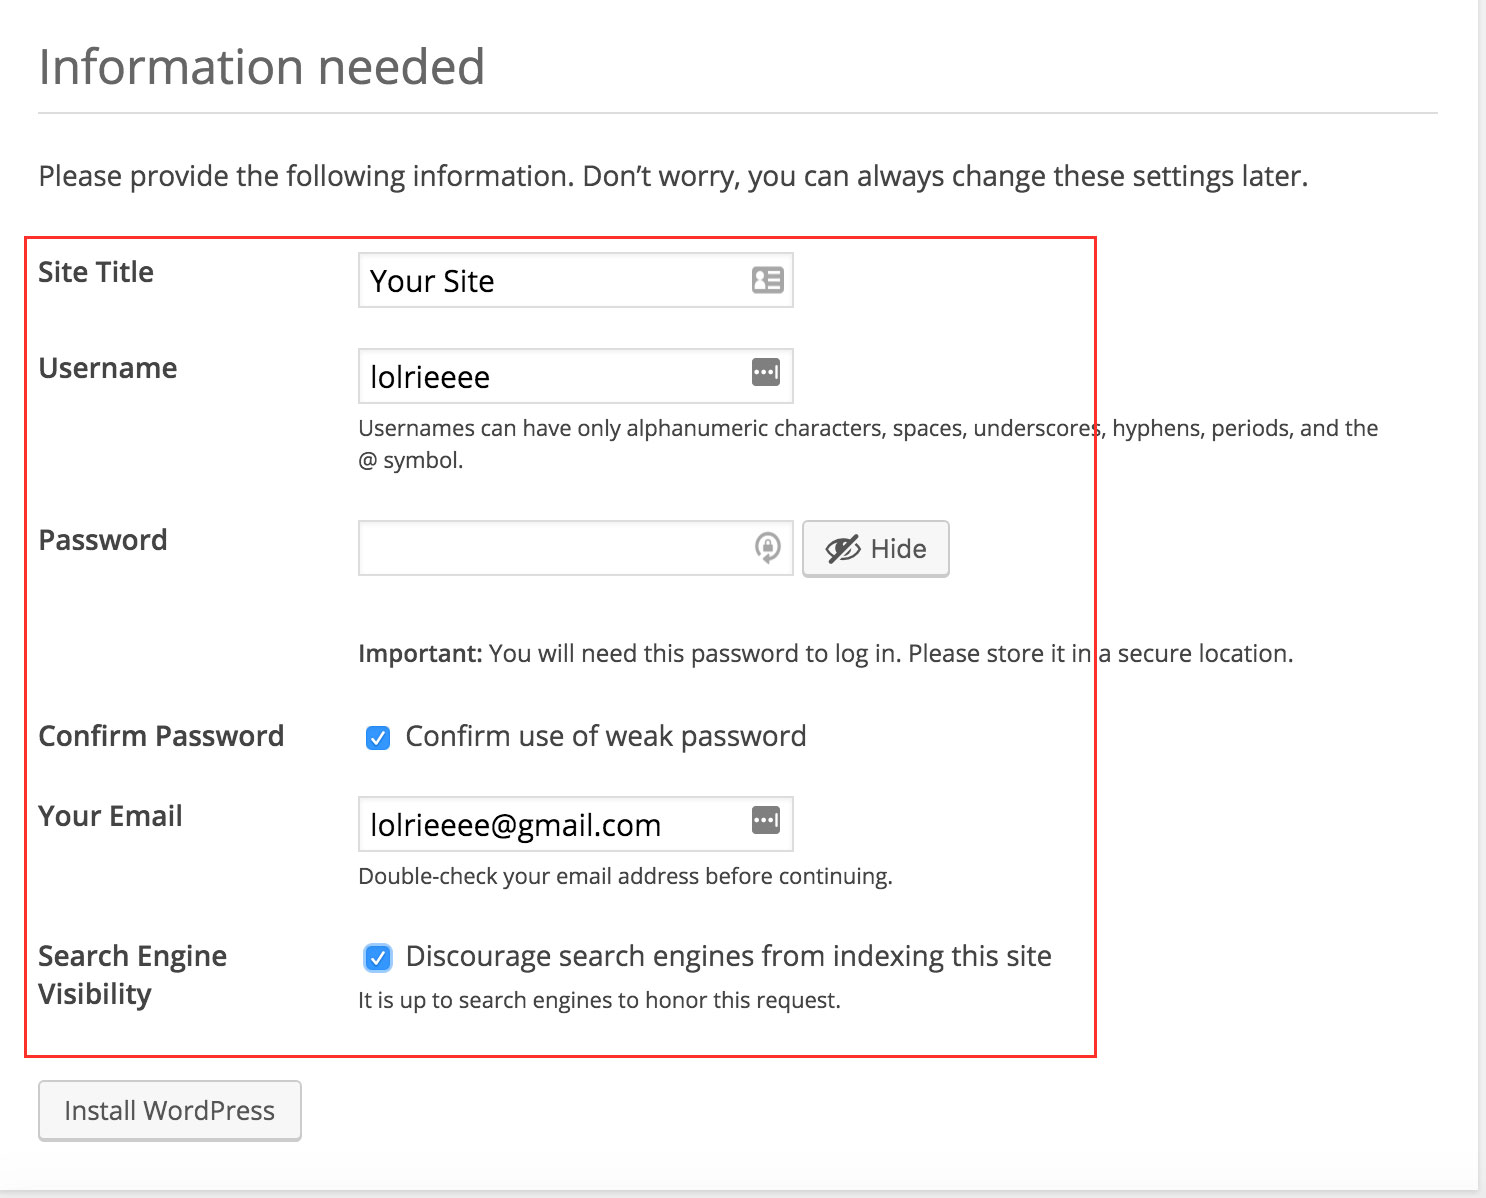 Information needed
Please provide the following information. Don’t worry, you can always change these settings later.
Site Title
Your Site
Username
lolrieeee
Usernames can have only alphanumeric characters, spaces, underscores, hyphens, periods, and the
@ symbol.
Password
Hide
Important: You will need this password to log in. Please store it in a secure location.
Confirm Password
Confirm use of weak password
Your Email
lolrieeee@gmail.com
Double-check your email address before continuing.
Search Engine
Visibility
Discourage search engines from indexing this site
It is up to search engines to honor this request.
Install WordPress